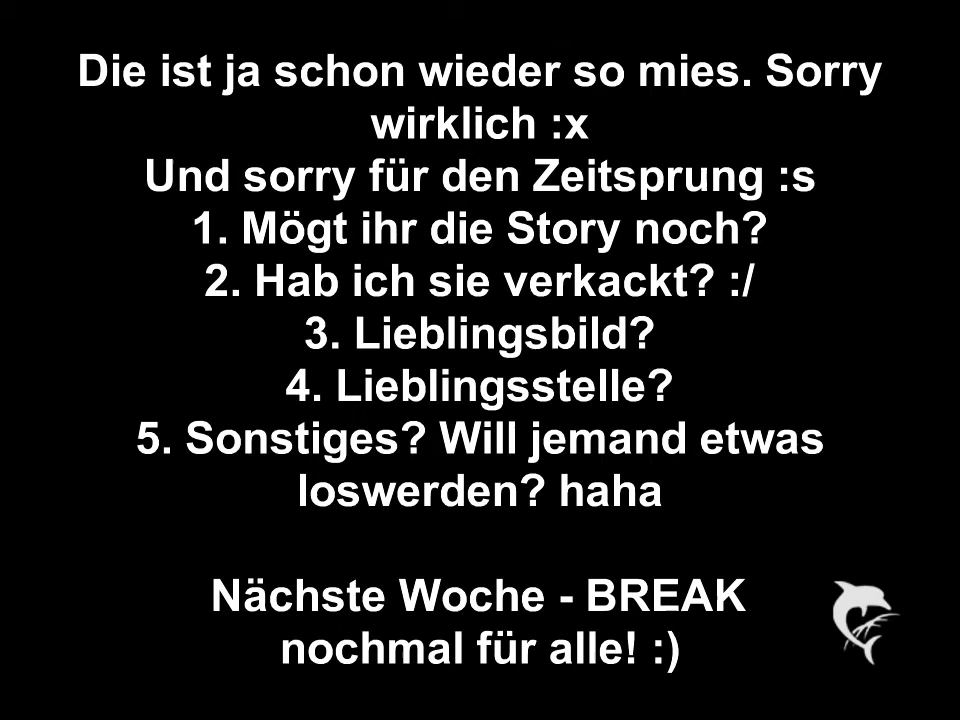 Die ist ja schon wieder so mies. Sorry
wirklich :x
Und sorry für den Zeitsprung :s
1. Mögt ihr die Story noch?
2. Hab ich sie verkackt? :/
3. Lieblingsbild?
4. Lieblingsstelle?
5. Sonstiges? Will jemand etwas
loswerden? haha
Nächste Woche - BREAK
nochmal für alle! :)